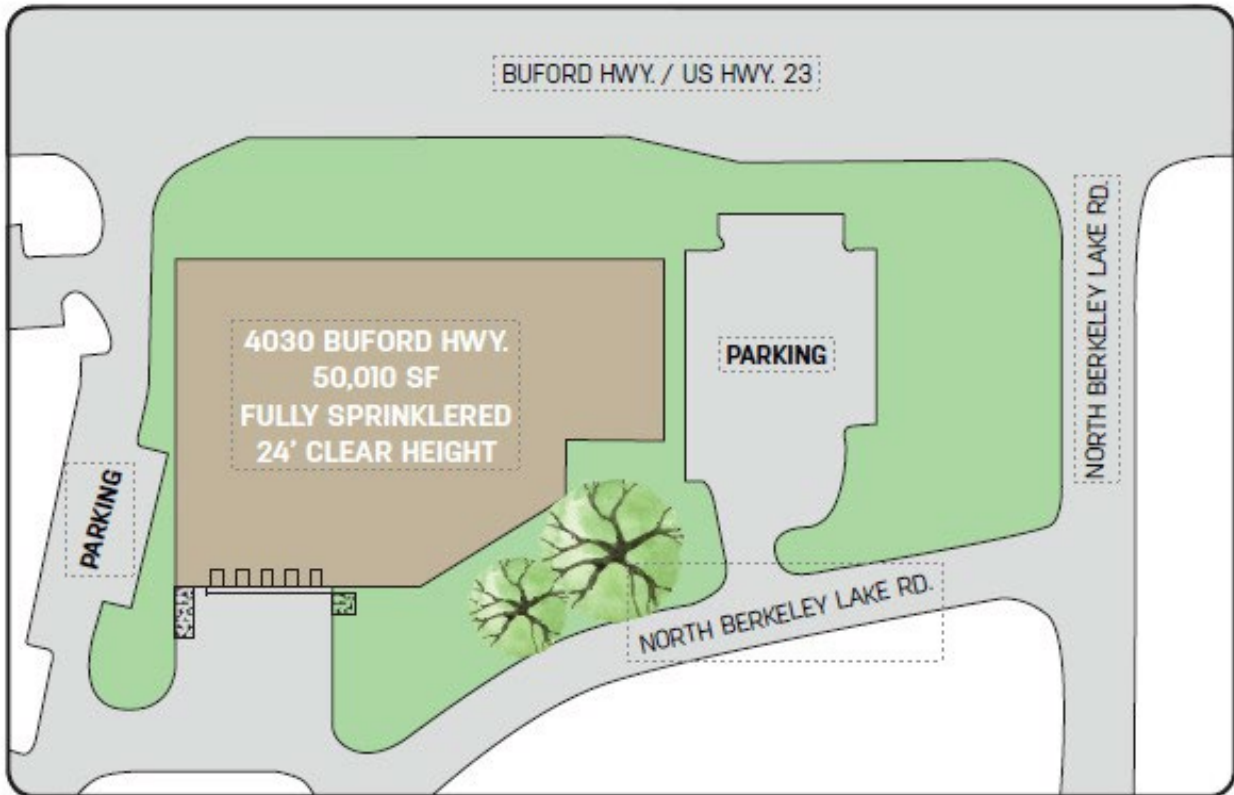 BUFORD HWY. / US HWY. 23
NORTH BERKELEY LAKE RD.
4030 BUFORD HWY.
50,010 SF
FULLY SPRINKLERED
24’ CLEAR HEIGHT
PARKING
PARKING
NORTH BERKELEY LAKE RD.